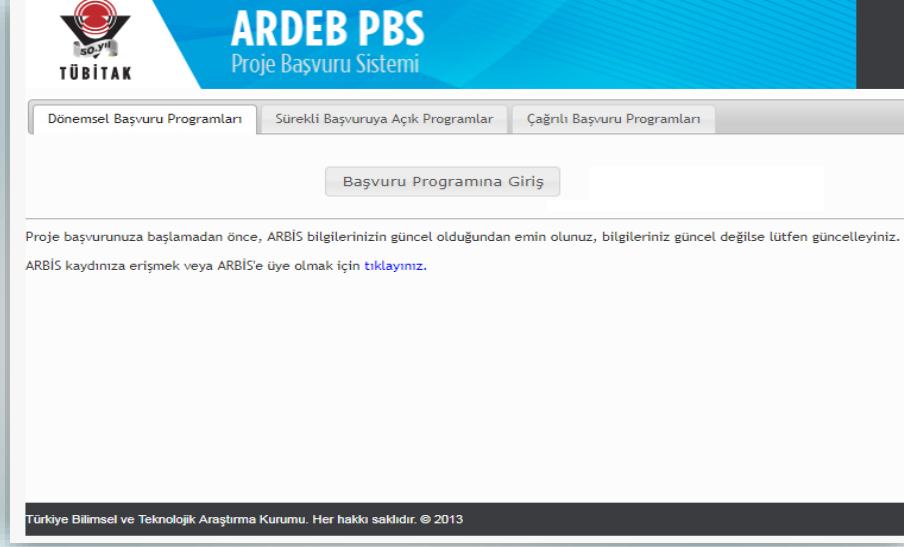 50.yıl
TÜBİTAK
ARDEB PBS
Proje Başvuru Sistemi
Dönemsel Başvuru Programları
Sürekli Başvuruya Açık Programlar
Çağrılı Başvuru Programları
Başvuru Programına Giriş
Proje başvurunuza başlamadan önce, ARBİS bilgilerinizin güncel olduğundan emin olunuz, bilgileriniz güncel değilse lütfen güncelleyiniz.
ARBİS kaydınıza erişmek veya ARBİS'e üye olmak için tıklayınız.
Türkiye Bilimsel ve Teknolojik Araştırma Kurumu. Her hakkı saklıdır. © 2013